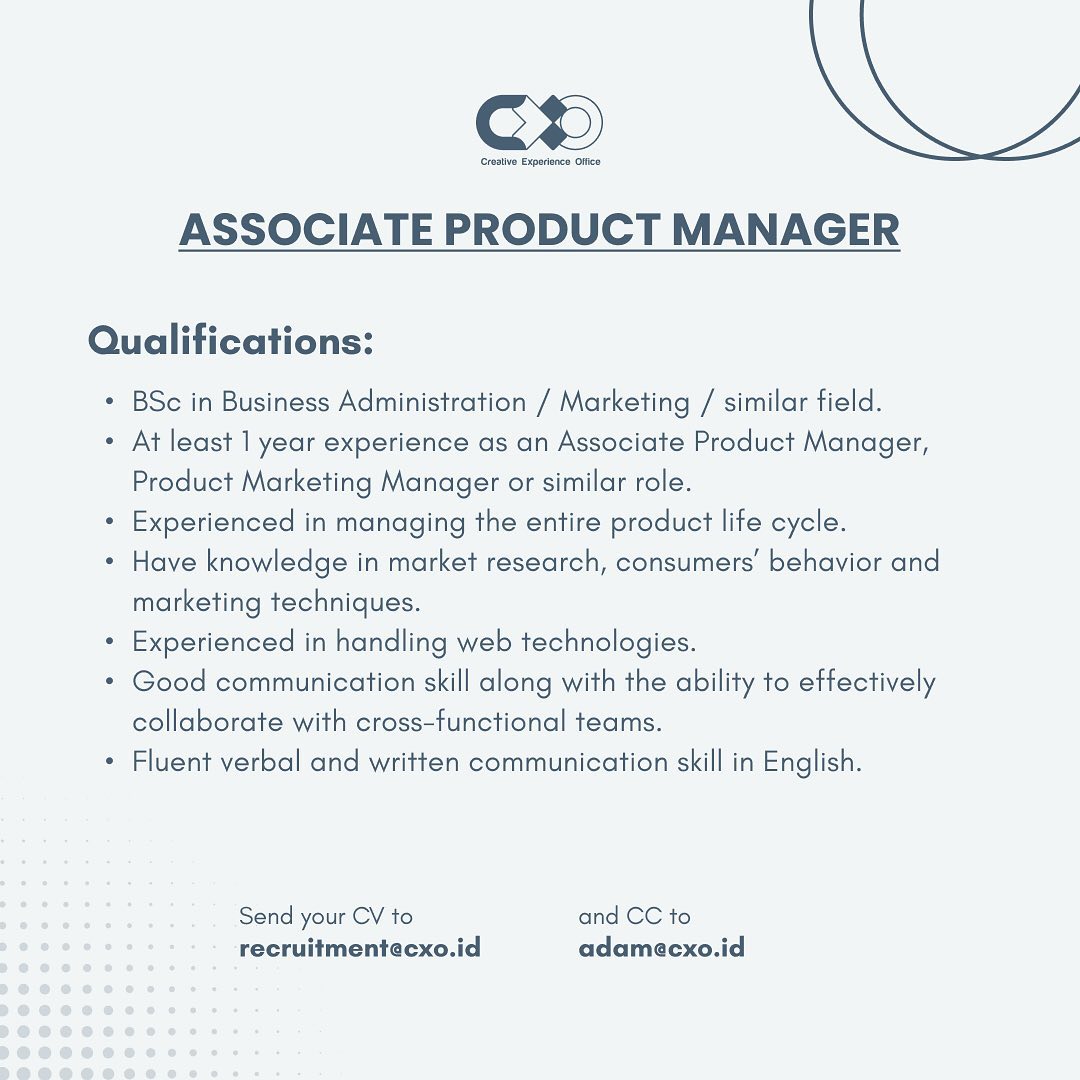 CXO
Creative Experience Office
ASSOCIATE PRODUCT MANAGER
Qualifications:
• BSc in Business Administration / Marketing / similar field.
• At least 1 year experience as an Associate Product Manager,
Product Marketing Manager or similar role.
• Experienced in managing the entire product life cycle.
• Have knowledge in market research, consumers’ behavior and
marketing techniques.
• Experienced in handling web technologies.
• Good communication skill along with the ability to effectively
collaborate with cross-functional teams.
• Fluent verbal and written communication skill in English.
Send your CV to
recruitment@cxo.id
and CC to
adam@cxo.id